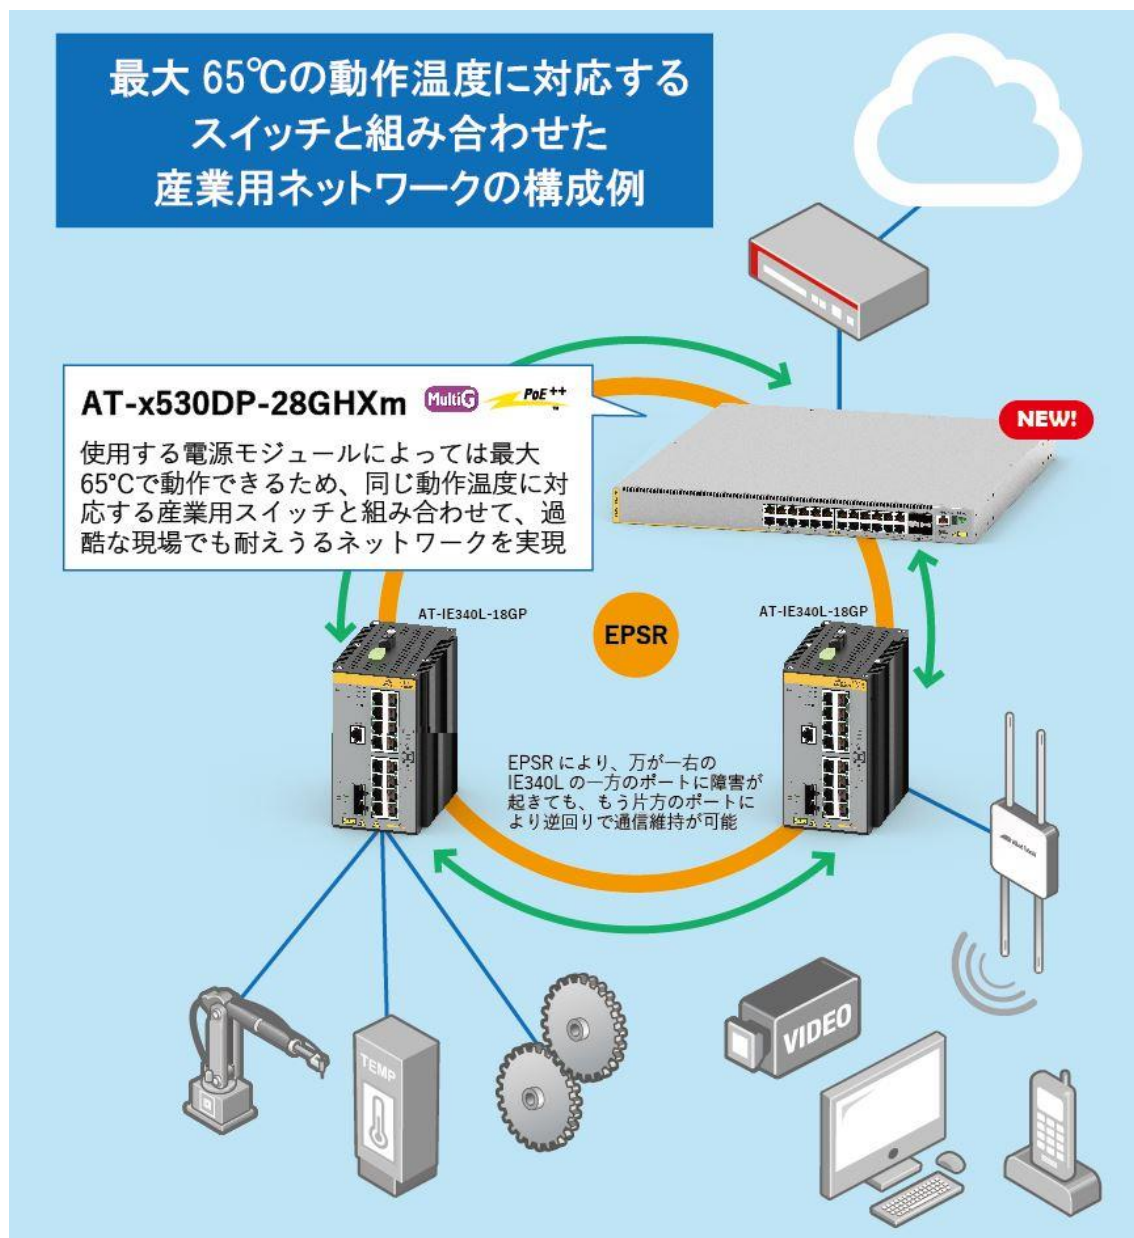 最大 65℃の動作温度に対応する
スイッチと組み合わせた
産業用ネットワークの構成例
AT-x530DP-28GHXm MultiG PoE++
使用する電源モジュールによっては最大
65°Cで動作できるため、同じ動作温度に対
応する産業用スイッチと組み合わせて、過
酷な現場でも耐えうるネットワークを実現
NEW!
AT-IE340L-18GP
EPSR
AT-IE340L-18GP
EPSR により、万が一右の
IE340L の一方のポートに障害が
起きても、もう片方のポートに
より逆回りで通信維持が可能
TEMP
VIDEO